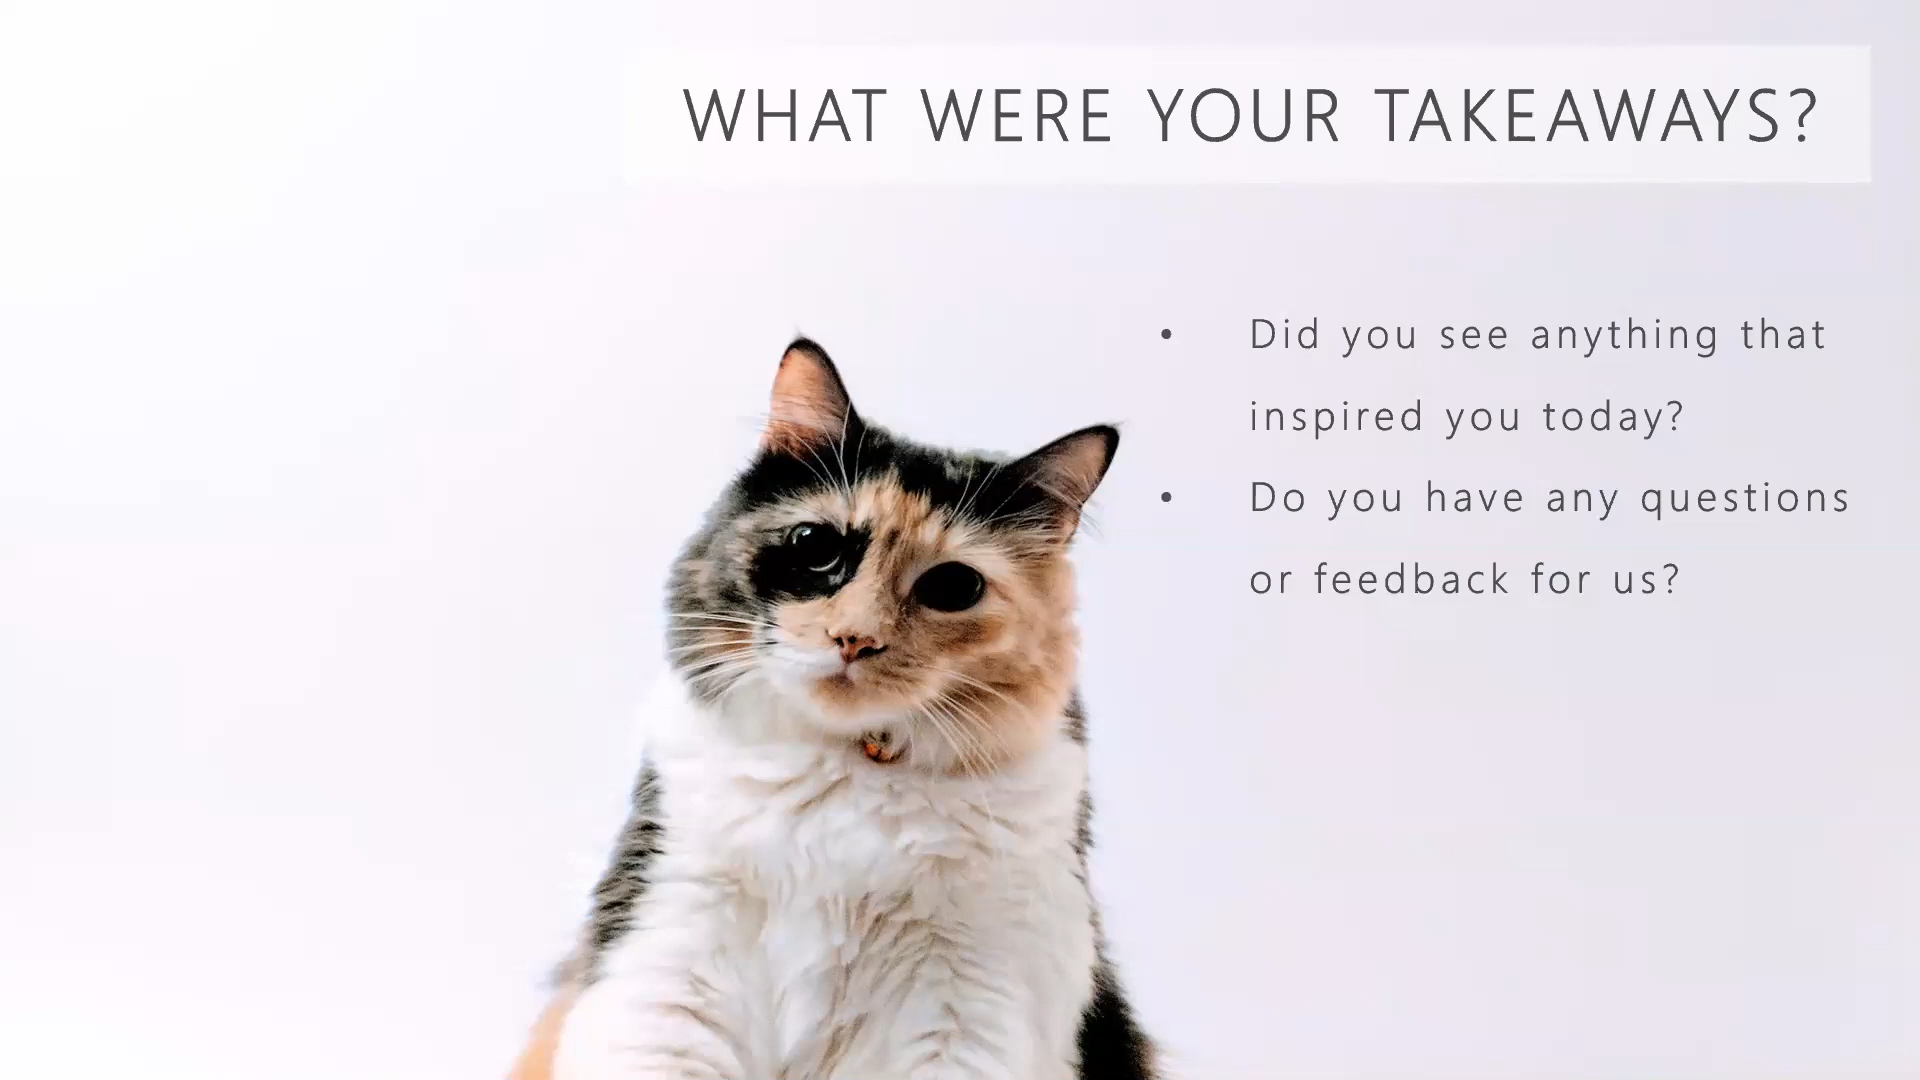 WHAT WERE YOUR TAKEAWAYS?
• Did you see anything that
inspired you today?
• Do you have any questions
or feedback for us?